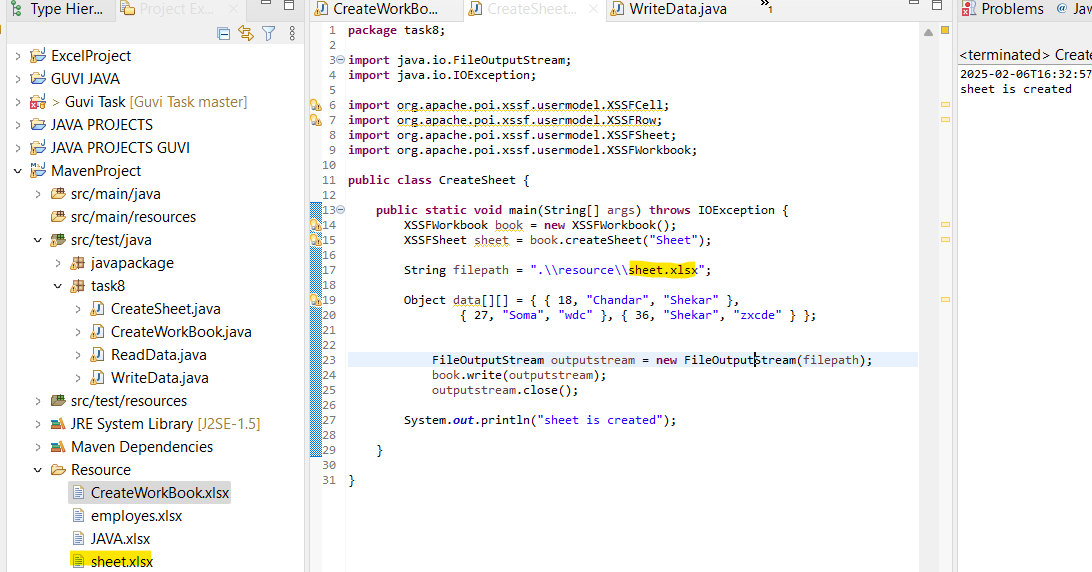 Type Hier...
Project Ex...
ExcelProject
GUVI JAVA
> Guvi Task [Guvi Task master]
JAVA PROJECTS
JAVA PROJECTS GUVI
MavenProject
src/main/java
src/main/resources
src/test/java
javapackage
task8
CreateSheet.java
CreateWorkBook.java
ReadData.java
WriteData.java
src/test/resources
JRE System Library [J2SE-1.5]
Maven Dependencies
Resource
CreateWorkBook.xlsx
employes.xlsx
JAVA.xlsx
sheet.xlsx
CreateWorkBo...
CreateSheet...
WriteData.java
»1
1 package task8;
2
3 import java.io.FileOutputStream;
4 import java.io.IOException;
5
6 import org.apache.poi.xssf.usermodel.XSSFCell;
7 import org.apache.poi.xssf.usermodel.XSSFRow;
8 import org.apache.poi.xssf.usermodel.XSSFSheet;
9 import org.apache.poi.xssf.usermodel.XSSFWorkbook;
10
11 public class CreateSheet {
12
13 public static void main(String[] args) throws IOException {
14 XSSFWorkbook book = new XSSFWorkbook();
15 XSSFSheet sheet = book.createSheet("Sheet");
16
17 String filepath = ".\\resource\\sheet.xlsx";
18
19 Object data[][] = { { 18, "Chandar", "Shekar" },
20 { 27, "Soma", "wdc" }, { 36, "Shekar", "zxcde" } };
21
22
23 FileOutputStream outputstream = new FileOutputStream(filepath);
24 book.write(outputstream);
25 outputstream.close();
26
27 System.out.println("sheet is created");
28
29 }
30
31 }
Problems
@ Jav
<terminated> Create
2025-02-06T16:32:57
sheet is created